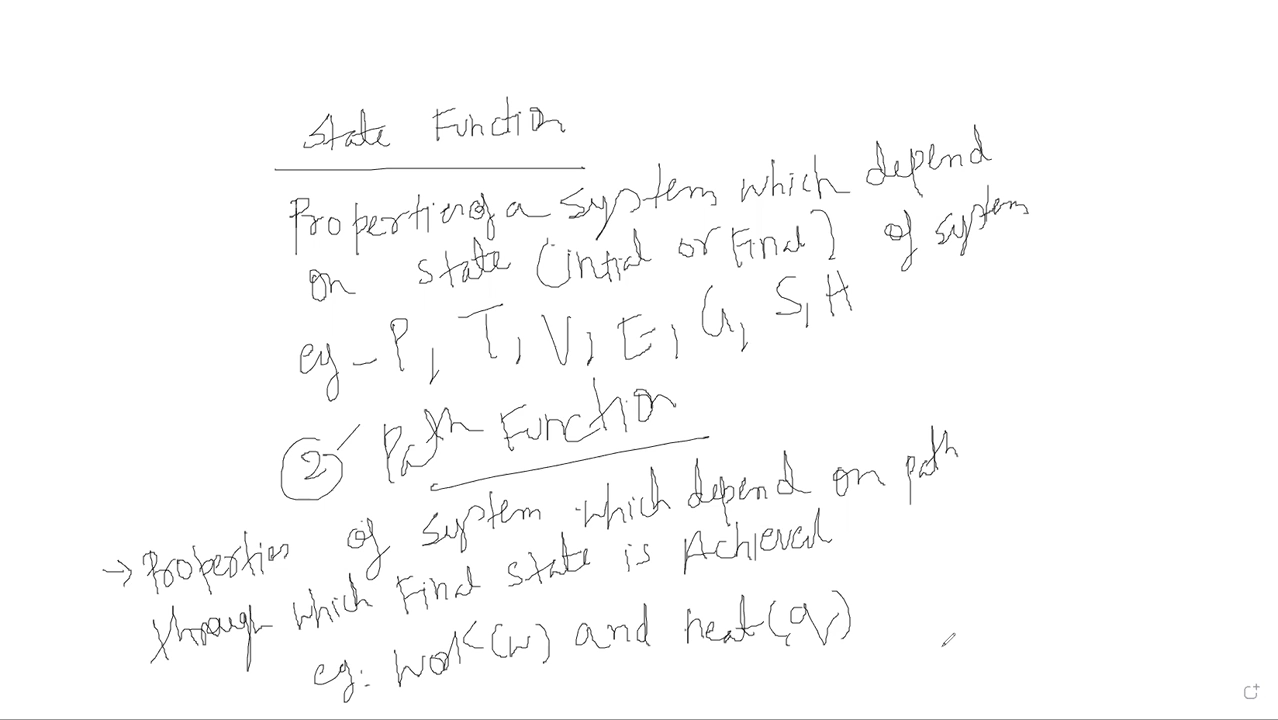 State Function
Properties of a system which depend
on state (intial or Final) of system
eg - P, T, V, E, G, S, H
2 Path Function
→ Properties of system which depend on path
through which Final state is Achieved
eg: work (w) and heat (q)